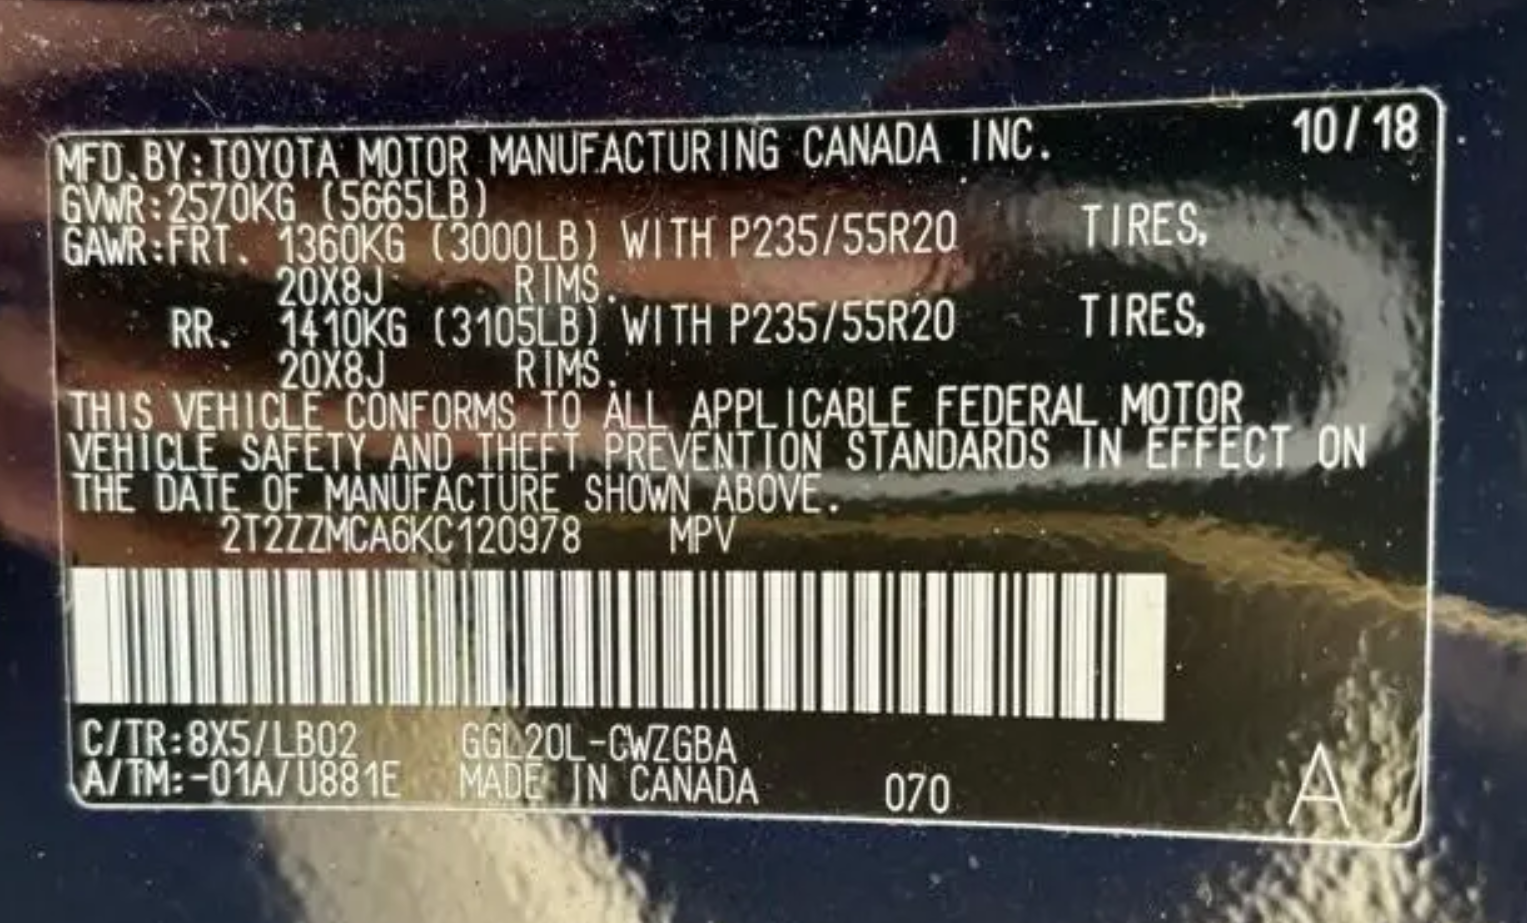 10/18
MFD.BY:TOYOTA MOTOR MANUFACTURING CANADA INC.
GVWR:2570KG (5665LB)
GAWR:FRT. 1360KG (3000LB) WITH P235/55R20 TIRES,
20X8J RIMS.
RR. 1410KG (3105LB) WITH P235/55R20 TIRES,
20X8J RIMS.
THIS VEHICLE CONFORMS TO ALL APPLICABLE FEDERAL MOTOR
VEHICLE SAFETY AND THEFT PREVENTION STANDARDS IN EFFECT ON
THE DATE OF MANUFACTURE SHOWN ABOVE.
2T2ZZMCA6KC120978 MPV
C/TR:8X5/LB02 GGL20L-CWZGBA
A/TM:-01A/U881E MADE IN CANADA 070 A